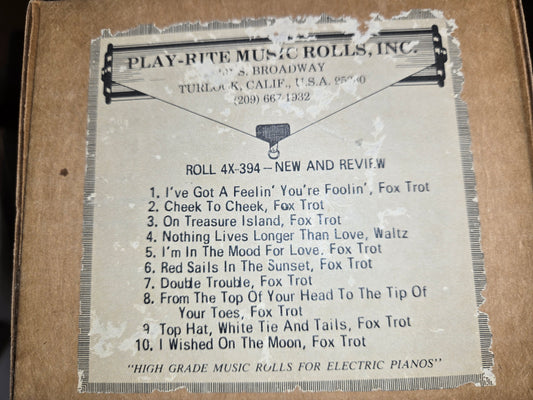 PLAY-RITE MUSIC ROLLS, INC.
S. BROADWAY
CALIF., U.S.A.
(209) 667-1932
ROLL 4X-394 – NEW AND REVIEW
1. I've Got A Feelin' You're Foolin', Fox Trot
2. Cheek To Cheek, Fox Trot
3. On Treasure Island, Fox Trot
4. Nothing Lives Longer Than Love, Waltz
5. I'm In The Mood For Love, Fox Trot
6. Red Sails In The Sunset, Fox Trot
7. Double Trouble, Fox Trot
8. From The Top Of Your Head To The Tip Of
Your Toes, Fox Trot
9. Top Hat, White Tie And Tails, Fox Trot
10. I Wished On The Moon, Fox Trot
"HIGH GRADE MUSIC ROLLS FOR ELECTRIC PIANOS"